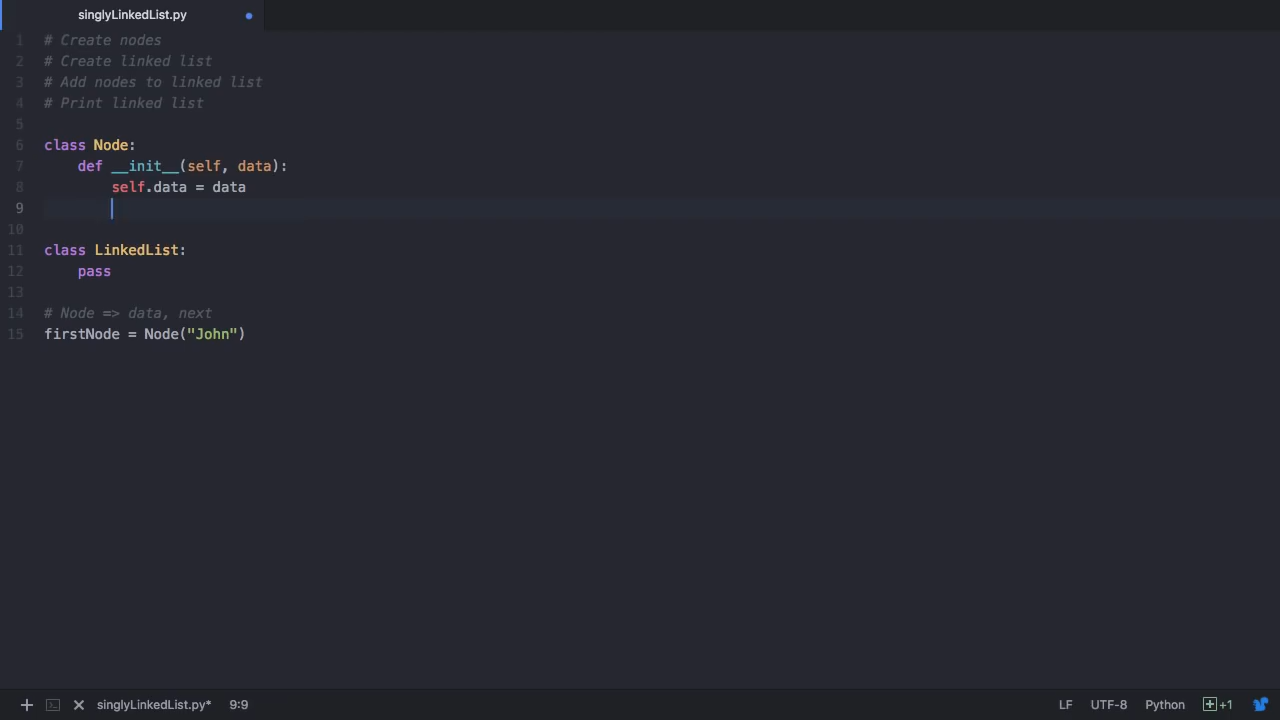 singlyLinkedList.py
1 # Create nodes
2 # Create linked list
3 # Add nodes to linked list
4 # Print linked list
5
6 class Node:
7     def __init__(self, data):
8         self.data = data
9
10
11 class LinkedList:
12     pass
13
14 # Node => data, next
15 firstNode = Node("John")
singlyLinkedList.py* 9:9 LF UTF-8 Python +1